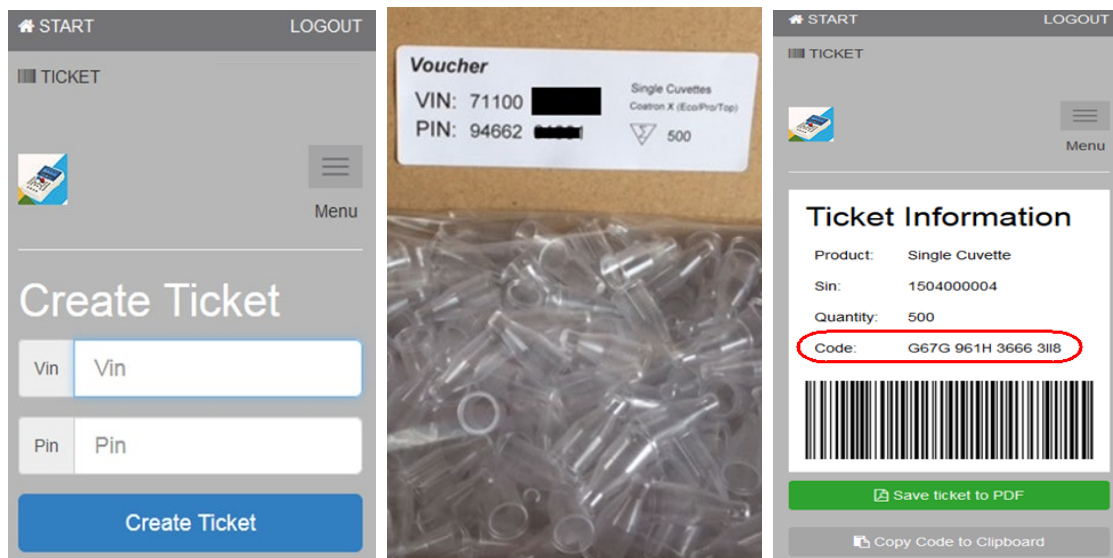 START LOGOUT
TICKET
Menu
Create Ticket
Vin Vin
Pin Pin
Create Ticket
Voucher
VIN: 71100
PIN: 94662
Single Cuvettes
Coatron X (Eco/Pro/Top)
Σ 500
START LOGOUT
TICKET
Menu
Ticket Information
Product: Single Cuvette
Sin: 1504000004
Quantity: 500
Code: G67G 961H 3666 3II8
Save ticket to PDF
Copy Code to Clipboard